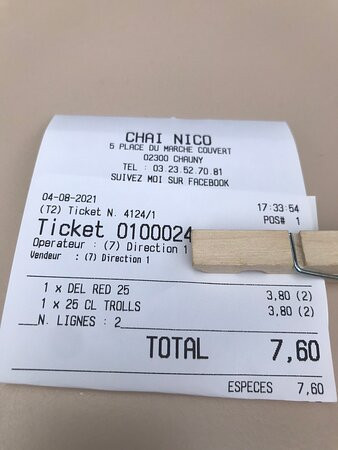 CHAI NICO
5 PLACE DU MARCHE COUVERT
02300 CHAUNY
TEL : 03.23.52.70.81
SUIVEZ MOI SUR FACEBOOK
04-08-2021 17:33:54
(T2) Ticket N. 4124/1 POS# 1
Ticket 0100024
Operateur : (7) Direction 1
Vendeur : (7) Direction 1
1 x DEL RED 25 3,80 (2)
1 x 25 CL TROLLS 3,80 (2)
N. LIGNES : 2
TOTAL 7,60
ESPECES 7,60